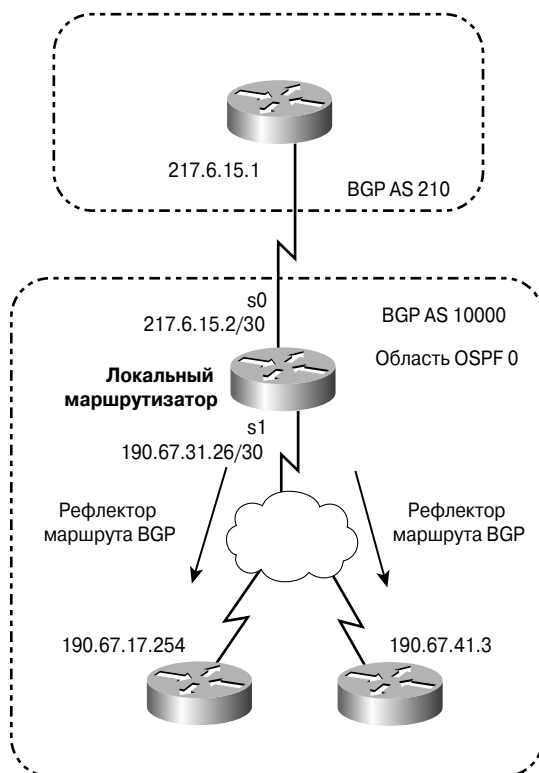 217.6.15.1
BGP AS 210
s0
217.6.15.2/30
BGP AS 10000
Область OSPF 0
Локальный
маршрутизатор
s1
190.67.31.26/30
Рефлектор
маршрута BGP
Рефлектор
маршрута BGP
190.67.17.254
190.67.41.3